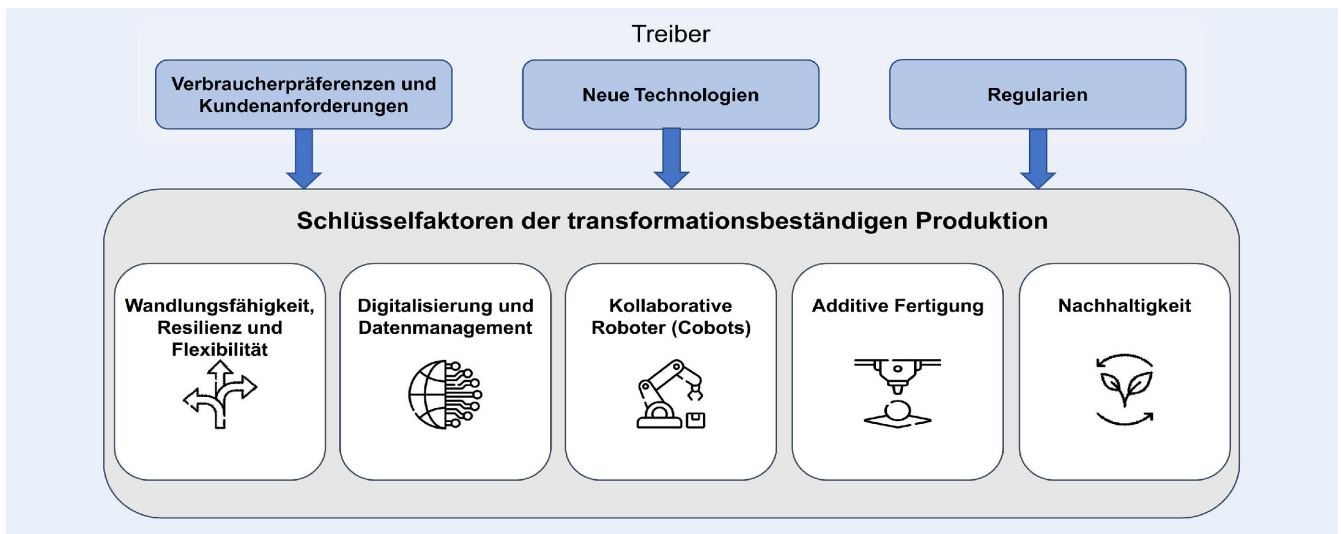 Treiber
Verbraucherpräferenzen und
Kundenanforderungen
Neue Technologien
Regularien
Schlüsselfaktoren der transformationsbeständigen Produktion
Wandlungsfähigkeit,
Resilienz und
Flexibilität
Digitalisierung und
Datenmanagement
Kollaborative
Roboter (Cobots)
Additive Fertigung
Nachhaltigkeit